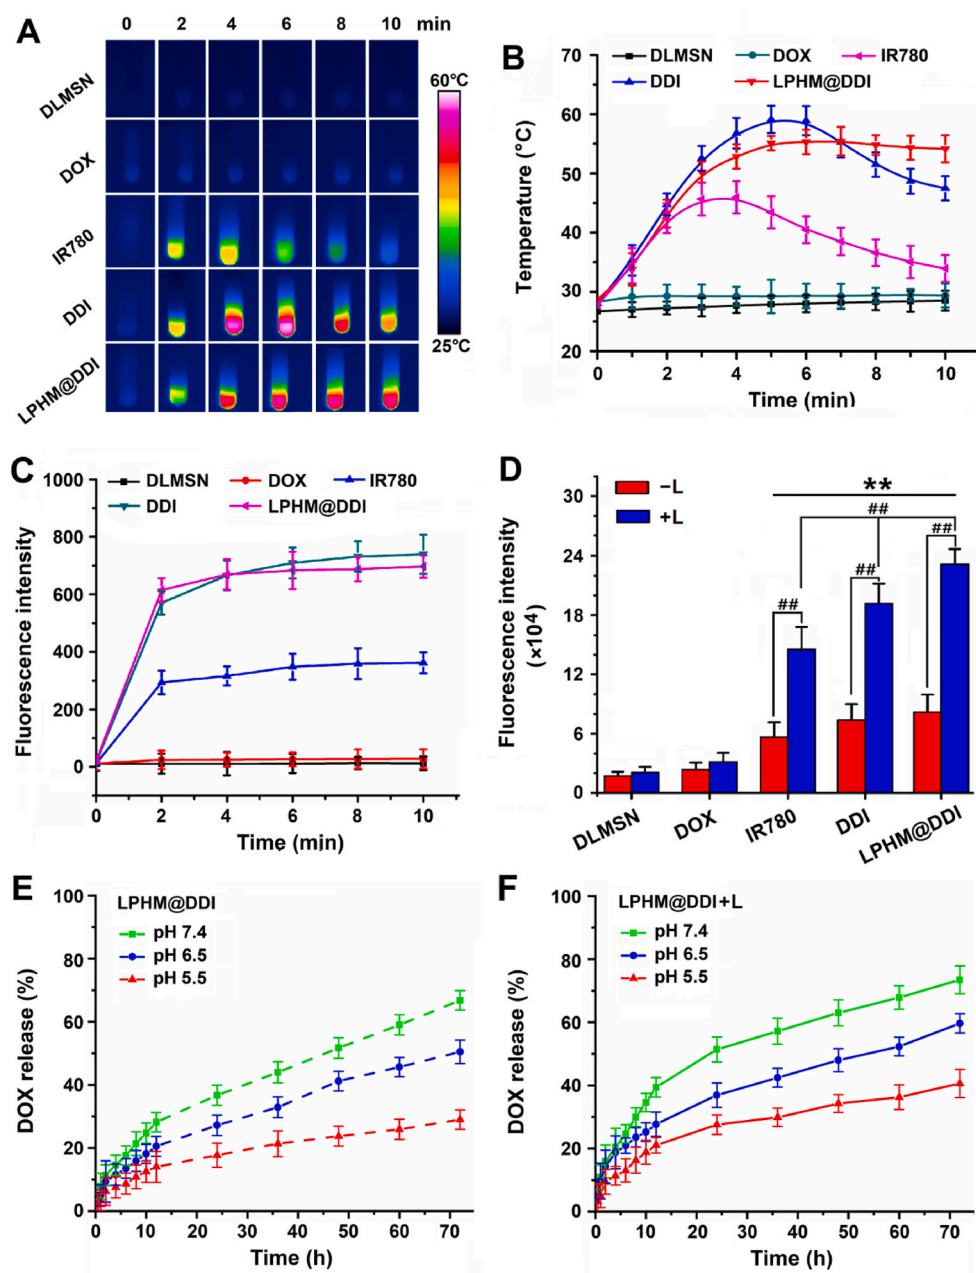 A
0 2 4 6 8 10 min
DLMSN
DOX
IR780
DDI
LPHM@DDI
60°C
25°C
B
DLMSN DOX IR780
DDI LPHM@DDI
70
60
50
40
30
20
Temperature (°C)
0 2 4 6 8 10
Time (min)
C
DLMSN DOX IR780
DDI LPHM@DDI
1000
800
600
400
200
0
Fluorescence intensity
0 2 4 6 8 10
Time (min)
D
−L
+L
**
##
##
##
##
30
24
18
12
6
0
Fluorescence intensity
(×10⁴)
DLMSN DOX IR780 DDI LPHM@DDI
E
LPHM@DDI
pH 7.4
pH 6.5
pH 5.5
100
80
60
40
20
0
DOX release (%)
0 10 20 30 40 50 60 70
Time (h)
F
LPHM@DDI+L
pH 7.4
pH 6.5
pH 5.5
100
80
60
40
20
0
DOX release (%)
0 10 20 30 40 50 60 70
Time (h)